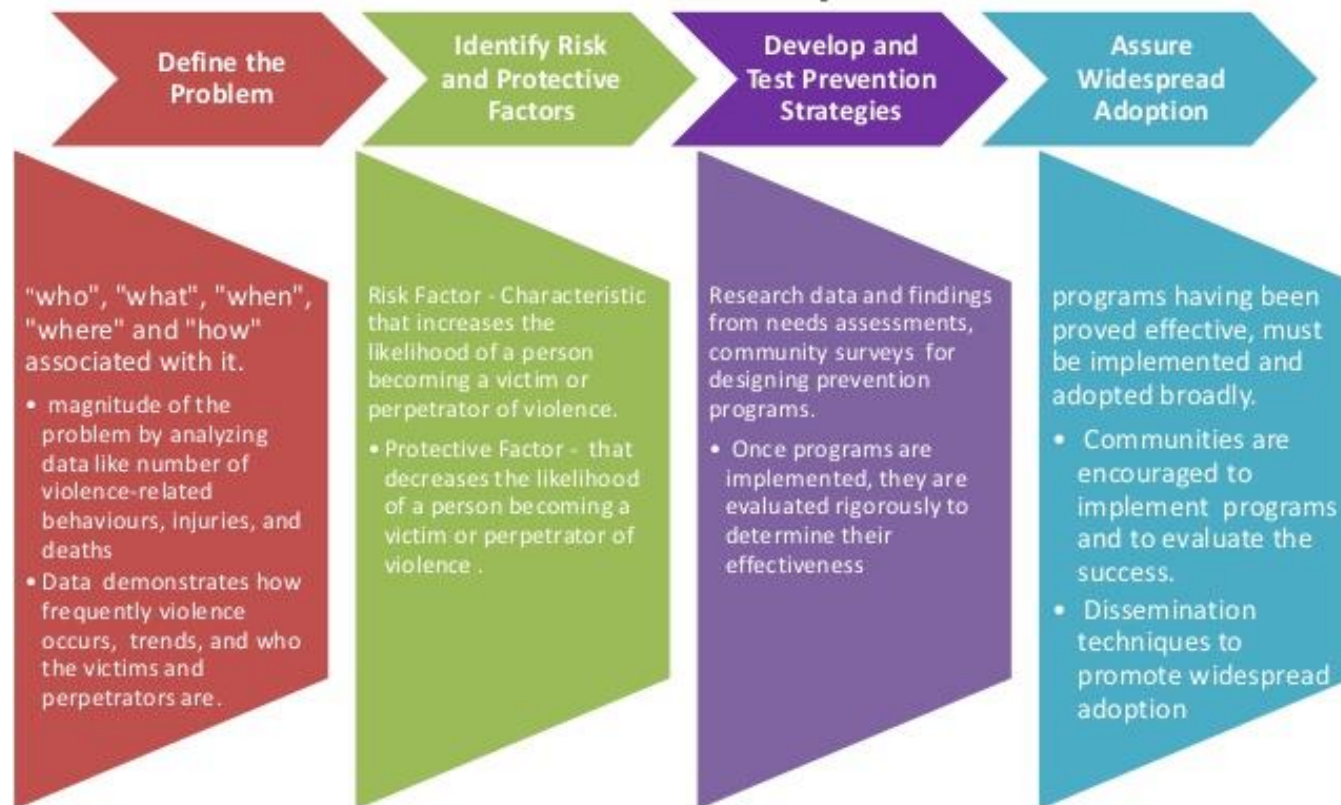 Define the
Problem
Identify Risk
and Protective
Factors
Develop and
Test Prevention
Strategies
Assure
Widespread
Adoption
"who", "what", "when",
"where" and "how"
associated with it.
• magnitude of the
problem by analyzing
data like number of
violence-related
behaviours, injuries, and
deaths
• Data demonstrates how
frequently violence
occurs, trends, and who
the victims and
perpetrators are.
Risk Factor - Characteristic
that increases the
likelihood of a person
becoming a victim or
perpetrator of violence.
• Protective Factor - that
decreases the likelihood
of a person becoming a
victim or perpetrator of
violence .
Research data and findings
from needs assessments,
community surveys for
designing prevention
programs.
• Once programs are
implemented, they are
evaluated rigorously to
determine their
effectiveness
programs having been
proved effective, must
be implemented and
adopted broadly.
• Communities are
encouraged to
implement programs
and to evaluate the
success.
• Dissemination
techniques to
promote widespread
adoption